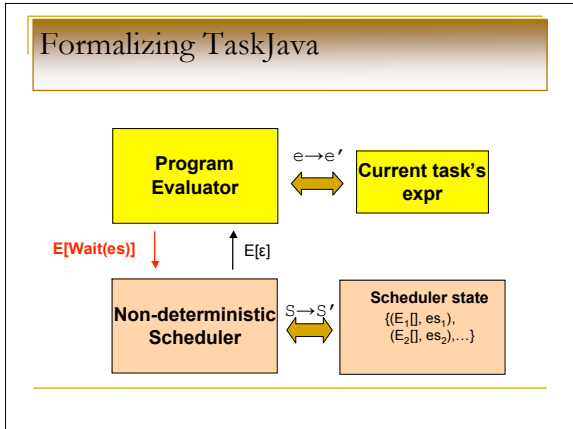 Formalizing TaskJava
Program
Evaluator
e→e′
Current task's
expr
E[Wait(es)]
E[ε]
Non-deterministic
Scheduler
S→S′
Scheduler state
{(E₁[], es₁),
(E₂[], es₂),…}